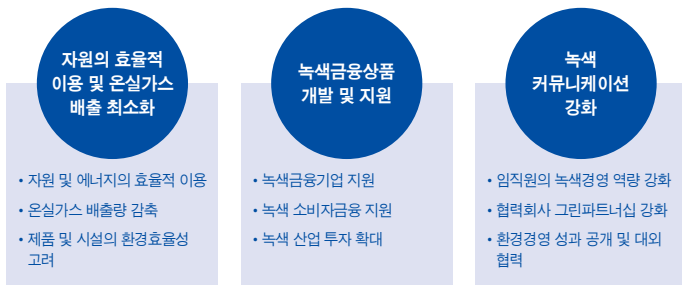 자원의 효율적
이용 및 온실가스
배출 최소화
• 자원 및 에너지의 효율적 이용
• 온실가스 배출량 감축
• 제품 및 시설의 환경효율성
고려
녹색금융상품
개발 및 지원
• 녹색금융기업 지원
• 녹색 소비자금융 지원
• 녹색 산업 투자 확대
녹색
커뮤니케이션
강화
• 임직원의 녹색경영 역량 강화
• 협력회사 그린파트너십 강화
• 환경경영 성과 공개 및 대외
협력